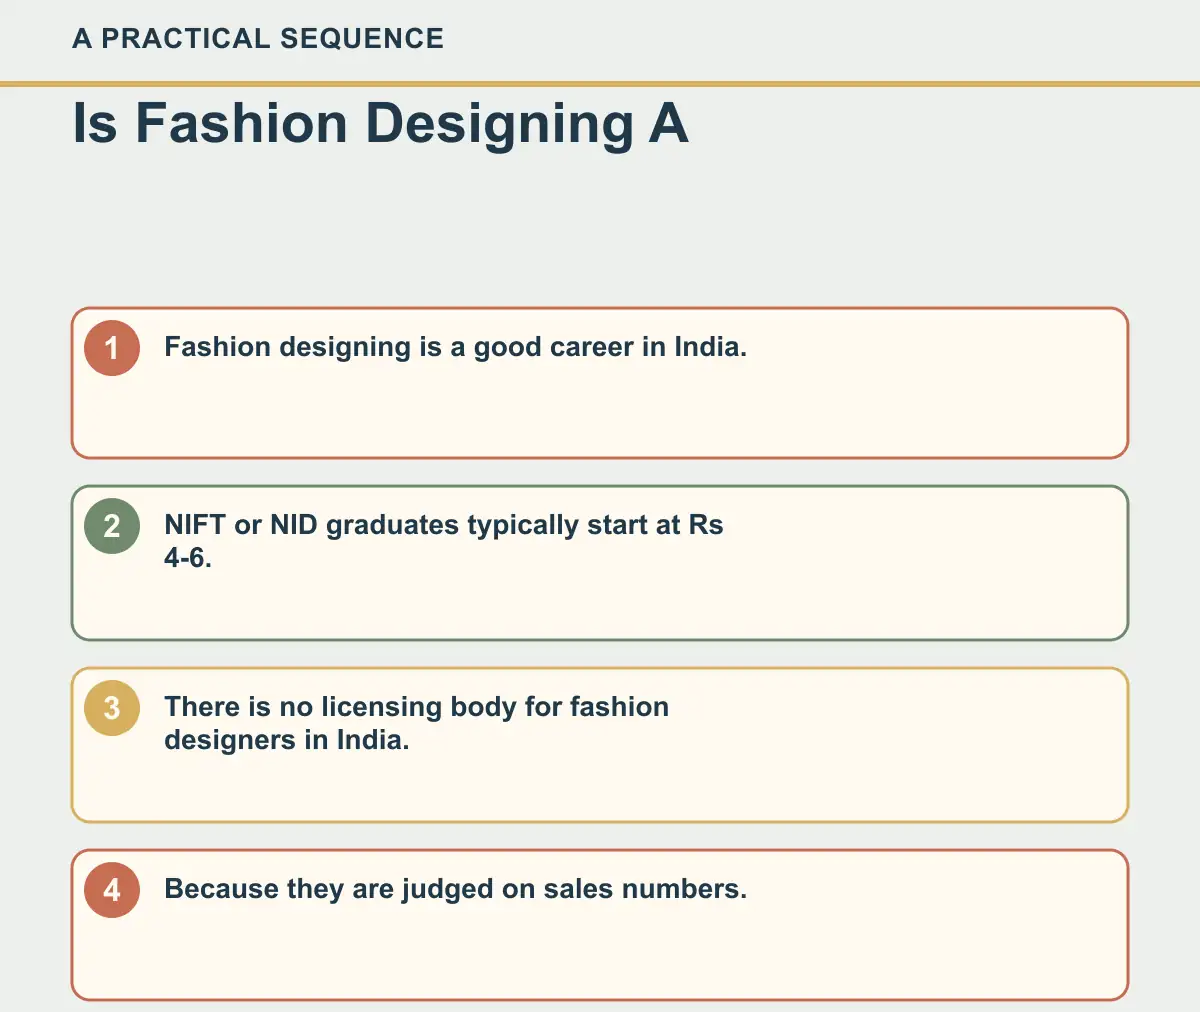 A PRACTICAL SEQUENCE
Is Fashion Designing A
1
Fashion designing is a good career in India.
2
NIFT or NID graduates typically start at Rs
4-6.
3
There is no licensing body for fashion
designers in India.
4
Because they are judged on sales numbers.